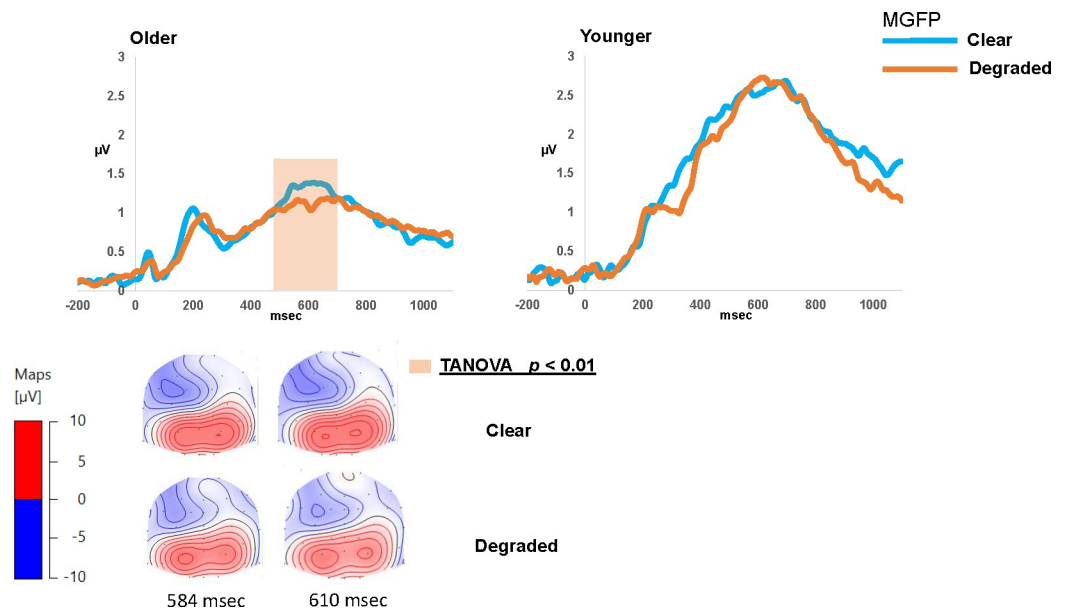 Older
3
2.5
2
µV
1.5
1
0.5
0
-200 0 200 400 600 800 1000
msec
Younger
3
2.5
2
µV
1.5
1
0.5
0
-200 0 200 400 600 800 1000
msec
MGFP
Clear
Degraded
TANOVA p < 0.01
Maps
[µV]
10
5
0
-5
-10
Clear
Degraded
584 msec
610 msec